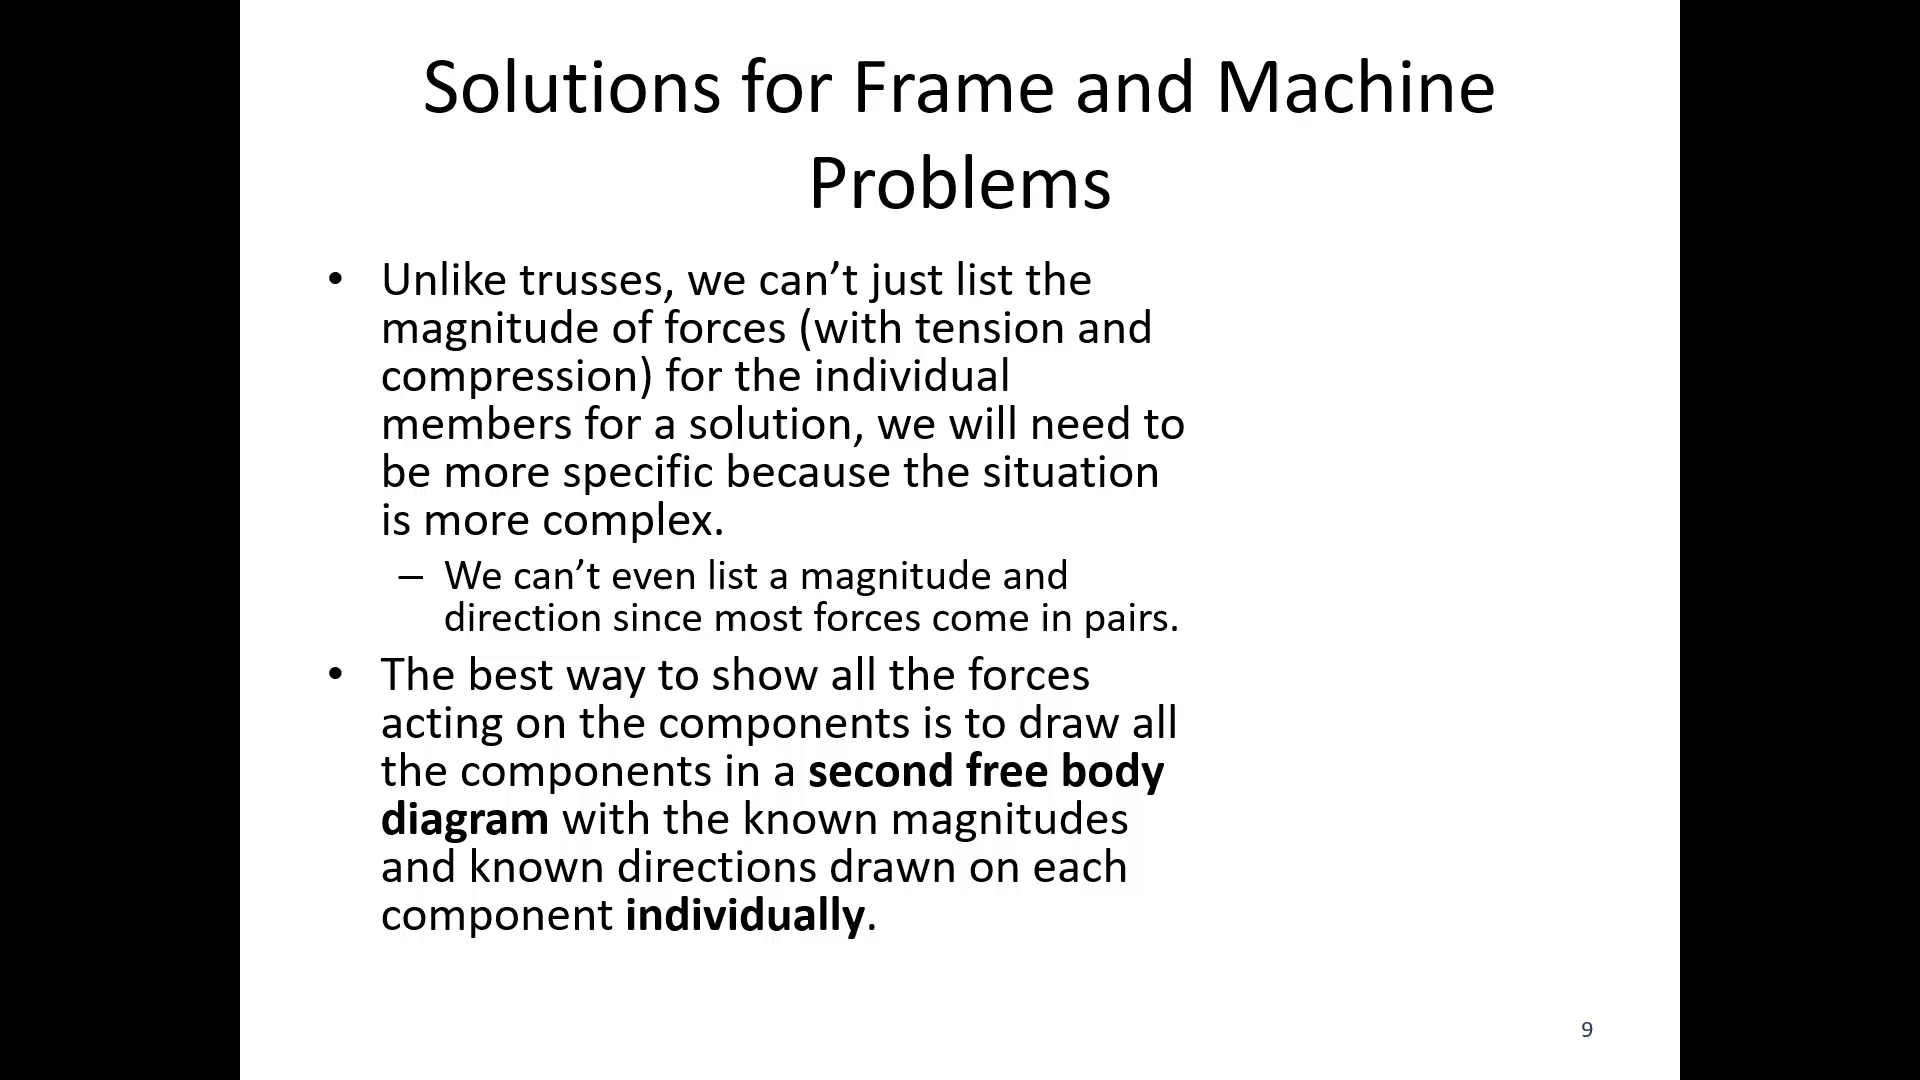 Solutions for Frame and Machine
Problems
• Unlike trusses, we can’t just list the
magnitude of forces (with tension and
compression) for the individual
members for a solution, we will need to
be more specific because the situation
is more complex.
– We can’t even list a magnitude and
direction since most forces come in pairs.
• The best way to show all the forces
acting on the components is to draw all
the components in a second free body
diagram with the known magnitudes
and known directions drawn on each
component individually.
9